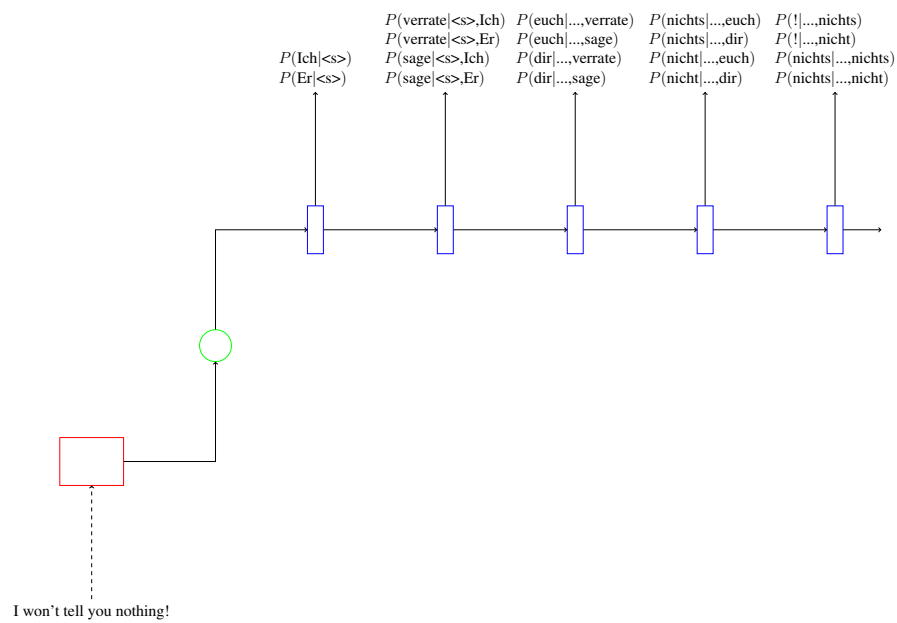 P(Ich|<s>)
P(Er|<s>)
P(verrate|<s>,Ich)
P(verrate|<s>,Er)
P(sage|<s>,Ich)
P(sage|<s>,Er)
P(euch|...,verrate)
P(euch|...,sage)
P(dir|...,verrate)
P(dir|...,sage)
P(nichts|...,euch)
P(nichts|...,dir)
P(nicht|...,euch)
P(nicht|...,dir)
P(!|...,nichts)
P(!|...,nicht)
P(nichts|...,nichts)
P(nichts|...,nicht)
I won't tell you nothing!